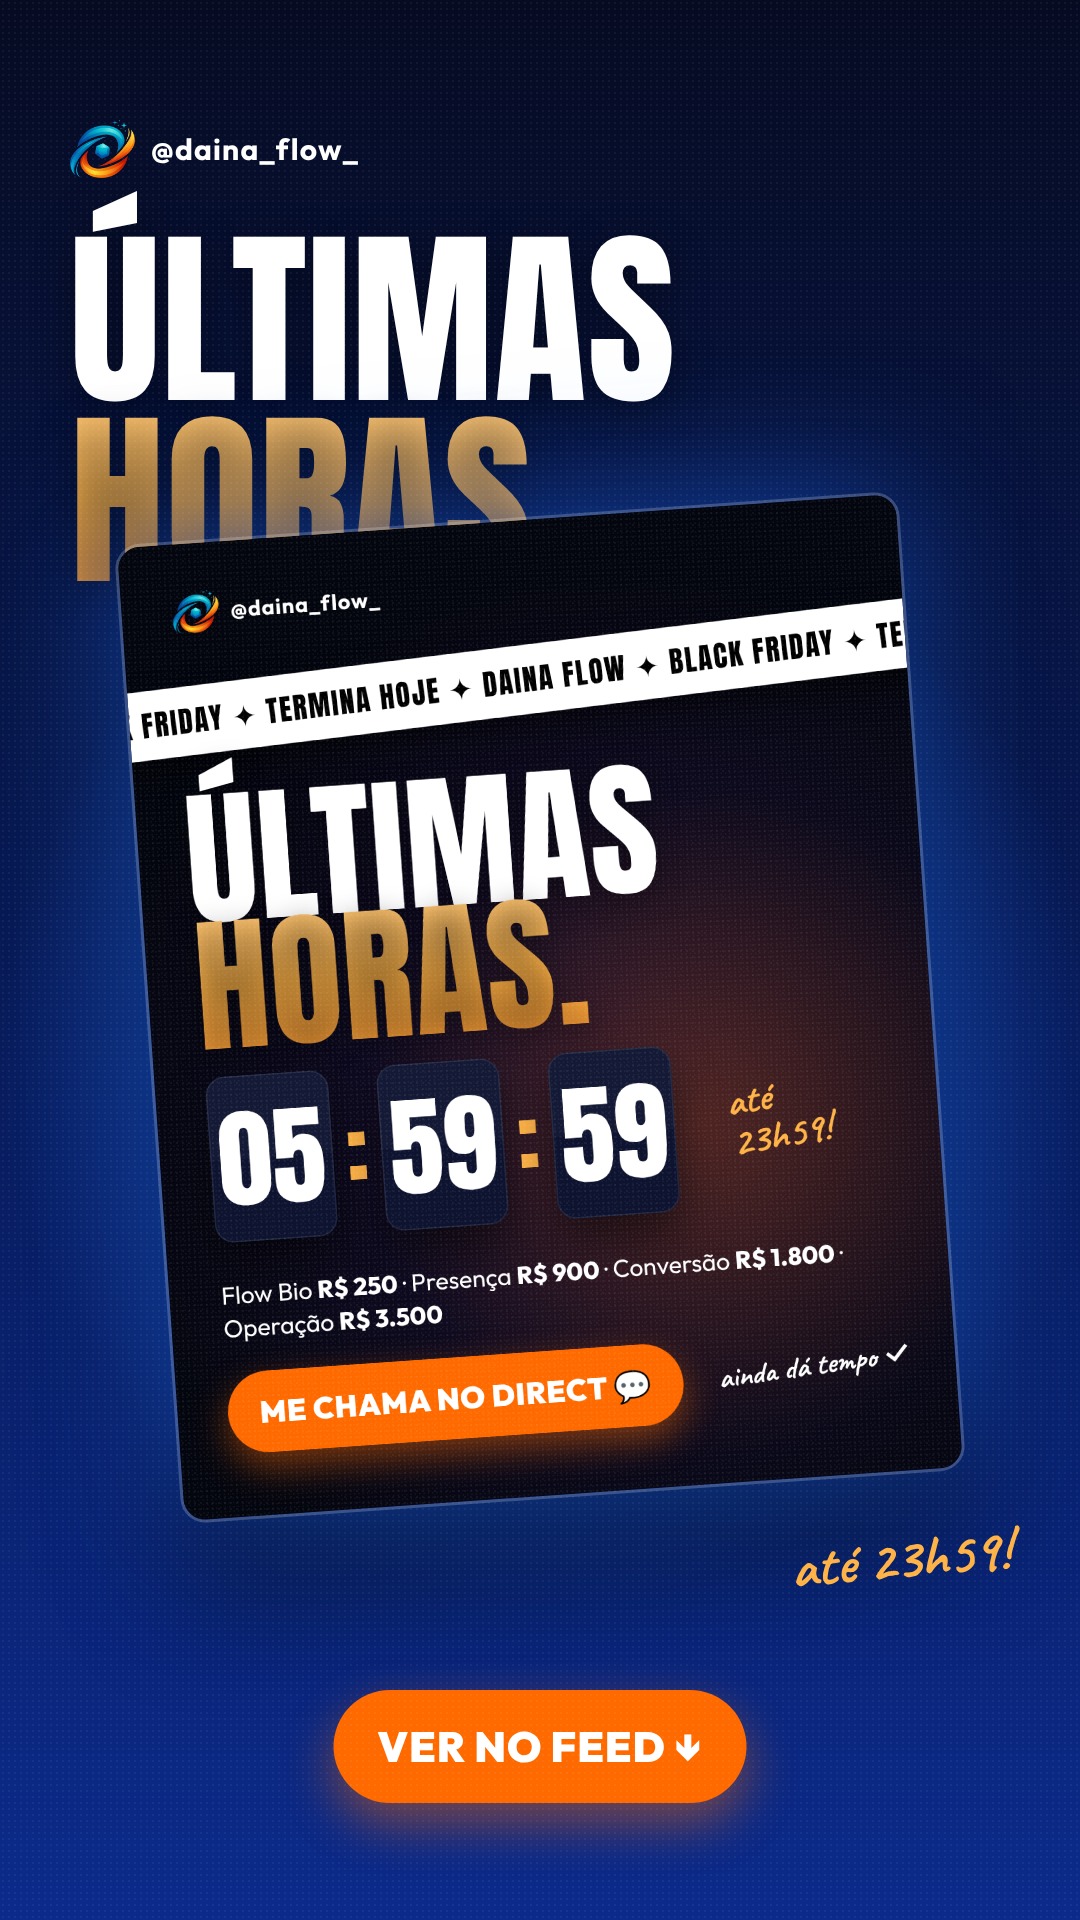 @daina_flow_
ÚLTIMAS
HORAS
@daina_flow_
FRIDAY ✦ TERMINA HOJE ✦ DAINA FLOW ✦ BLACK FRIDAY ✦ TE
ÚLTIMAS
HORAS.
05 : 59 : 59
até
23h59!
Flow Bio R$ 250 · Presença R$ 900 · Conversão R$ 1.800 ·
Operação R$ 3.500
ME CHAMA NO DIRECT 💬
ainda dá tempo ✓
até 23h59!
VER NO FEED ↓